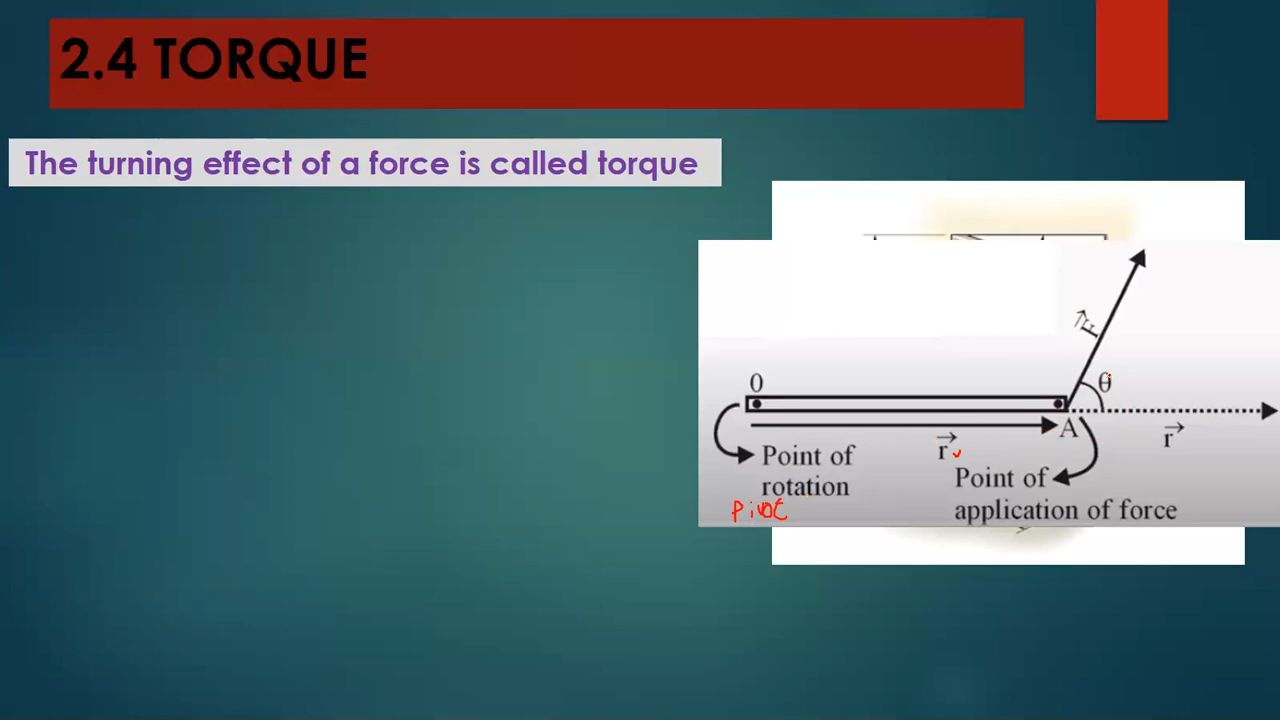 2.4 TORQUE
The turning effect of a force is called torque
F
0
θ
A
r
r
Point of
rotation
Point of
application of force
pivot